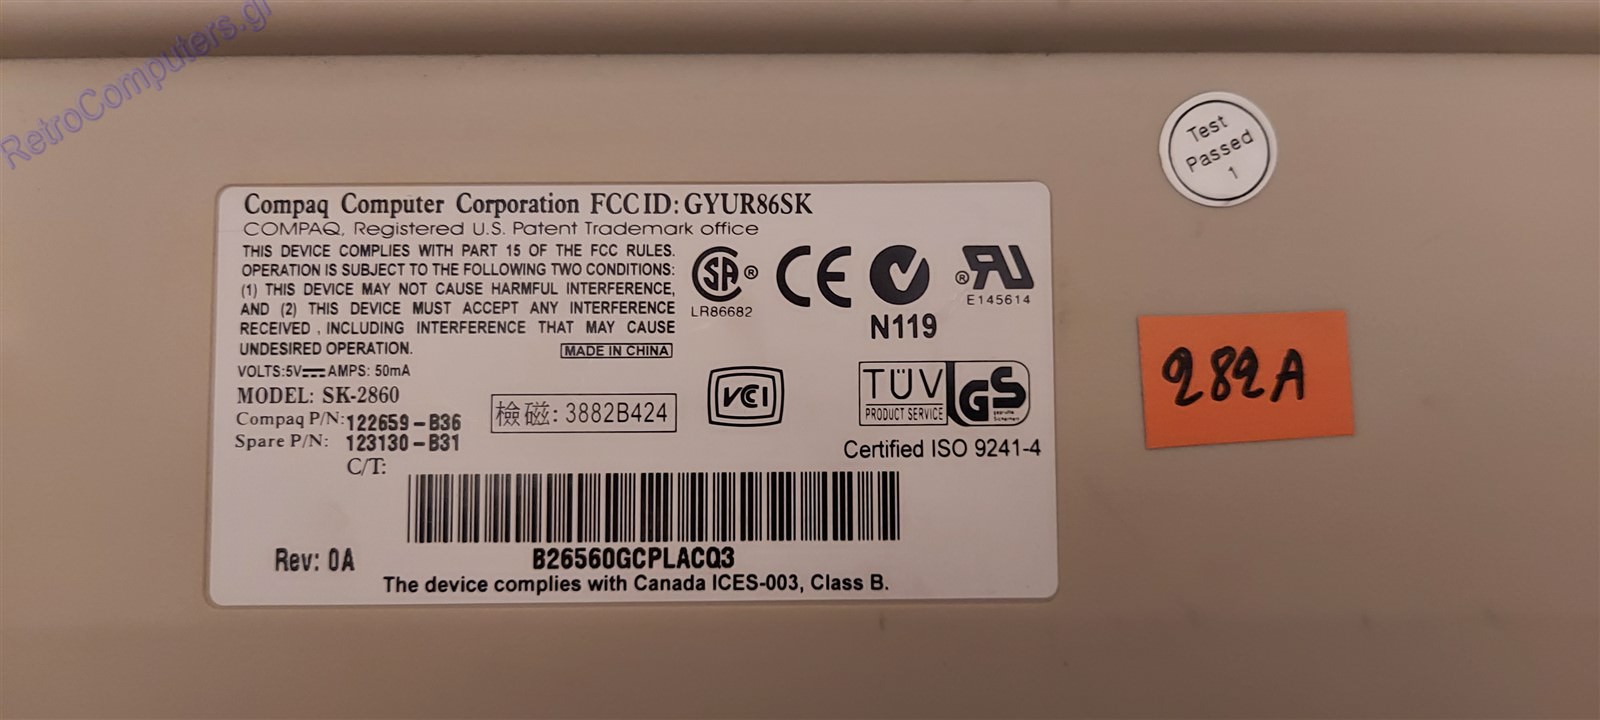 RetroComputers.gr
Test
Passed
1
Compaq Computer Corporation FCC ID: GYUR86SK
COMPAQ, Registered U.S. Patent Trademark office
THIS DEVICE COMPLIES WITH PART 15 OF THE FCC RULES.
OPERATION IS SUBJECT TO THE FOLLOWING TWO CONDITIONS:
(1) THIS DEVICE MAY NOT CAUSE HARMFUL INTERFERENCE,
AND (2) THIS DEVICE MUST ACCEPT ANY INTERFERENCE
RECEIVED , INCLUDING INTERFERENCE THAT MAY CAUSE
UNDESIRED OPERATION.
MADE IN CHINA
VOLTS:5V AMPS: 50mA
MODEL: SK-2860
Compaq P/N: 122659-B36
Spare P/N: 123130-B31
C/T:
檢磁: 3882B424
SA ®
LR86682
CE
N119
® RU
E145614
VCCI
TÜV
PRODUCT SERVICE
GS
geprüfte
Sicherheit
Certified ISO 9241-4
Rev: 0A
B26560GCPLACQ3
The device complies with Canada ICES-003, Class B.
282A